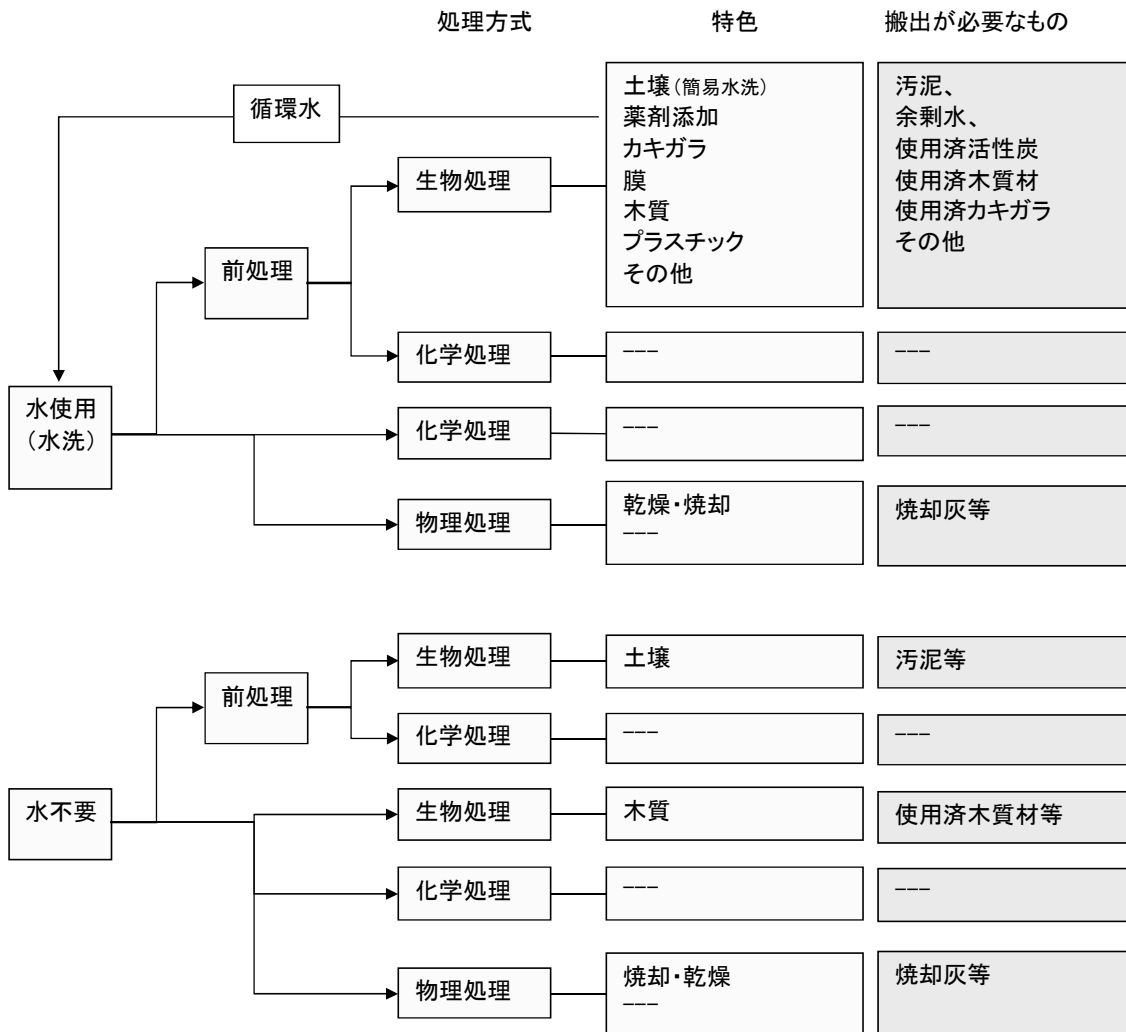 処理方式
特色
搬出が必要なもの
循環水
土壌(簡易水洗)
薬剤添加
カキガラ
膜
木質
プラスチック
その他
汚泥、
余剰水、
使用済活性炭
使用済木質材
使用済カキガラ
その他
生物処理
前処理
化学処理
---
---
水使用
(水洗)
化学処理
---
---
物理処理
乾燥・焼却
---
焼却灰等
生物処理
土壌
汚泥等
前処理
化学処理
---
---
水不要
生物処理
木質
使用済木質材等
化学処理
---
---
物理処理
焼却・乾燥
---
焼却灰等